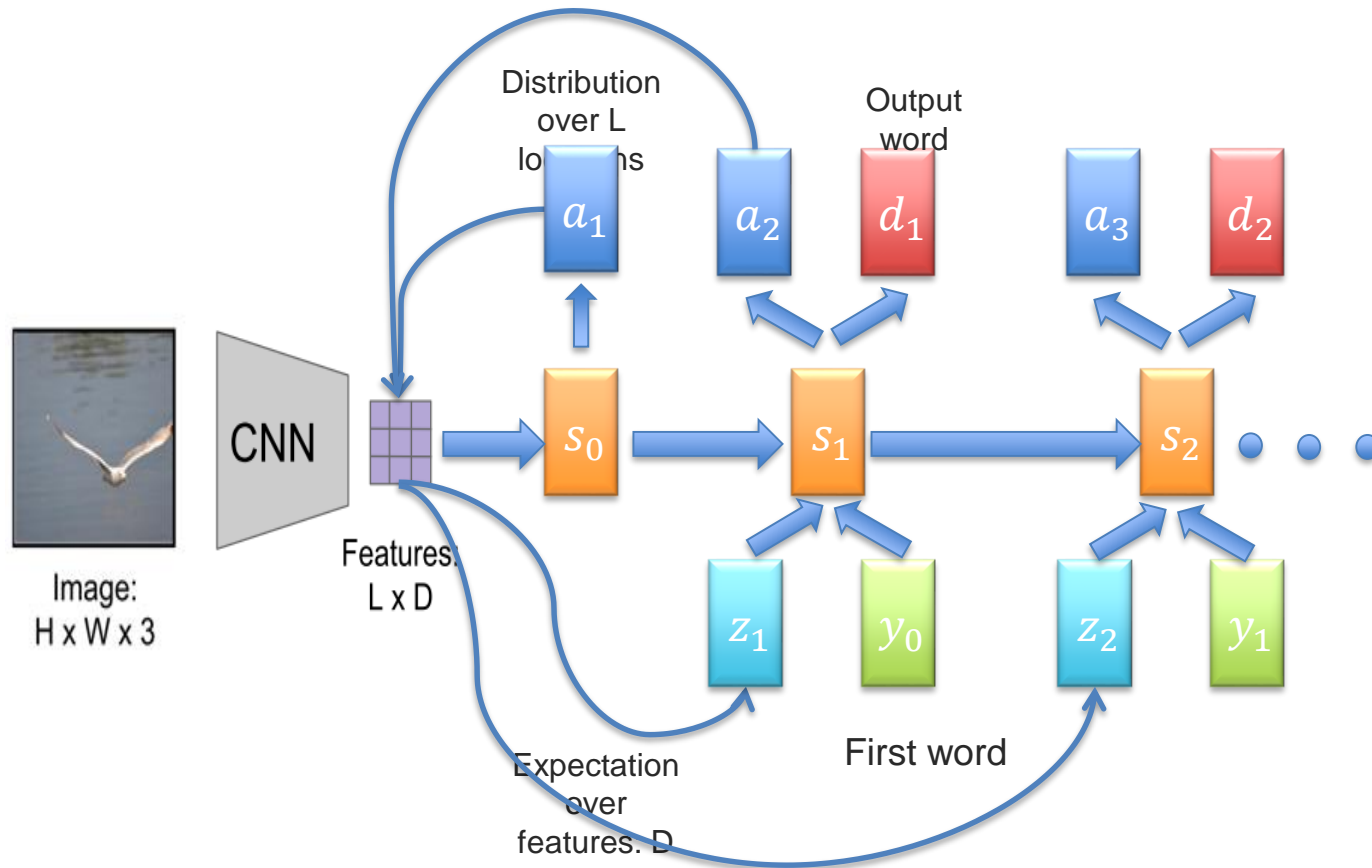 Distribution
over L
Output
word
a₁
a₂
d₁
a₃
d₂
CNN
s₀
s₁
s₂
Features:
L x D
Image:
H x W x 3
z₁
y₀
z₂
y₁
First word
Expectation
over
features: D